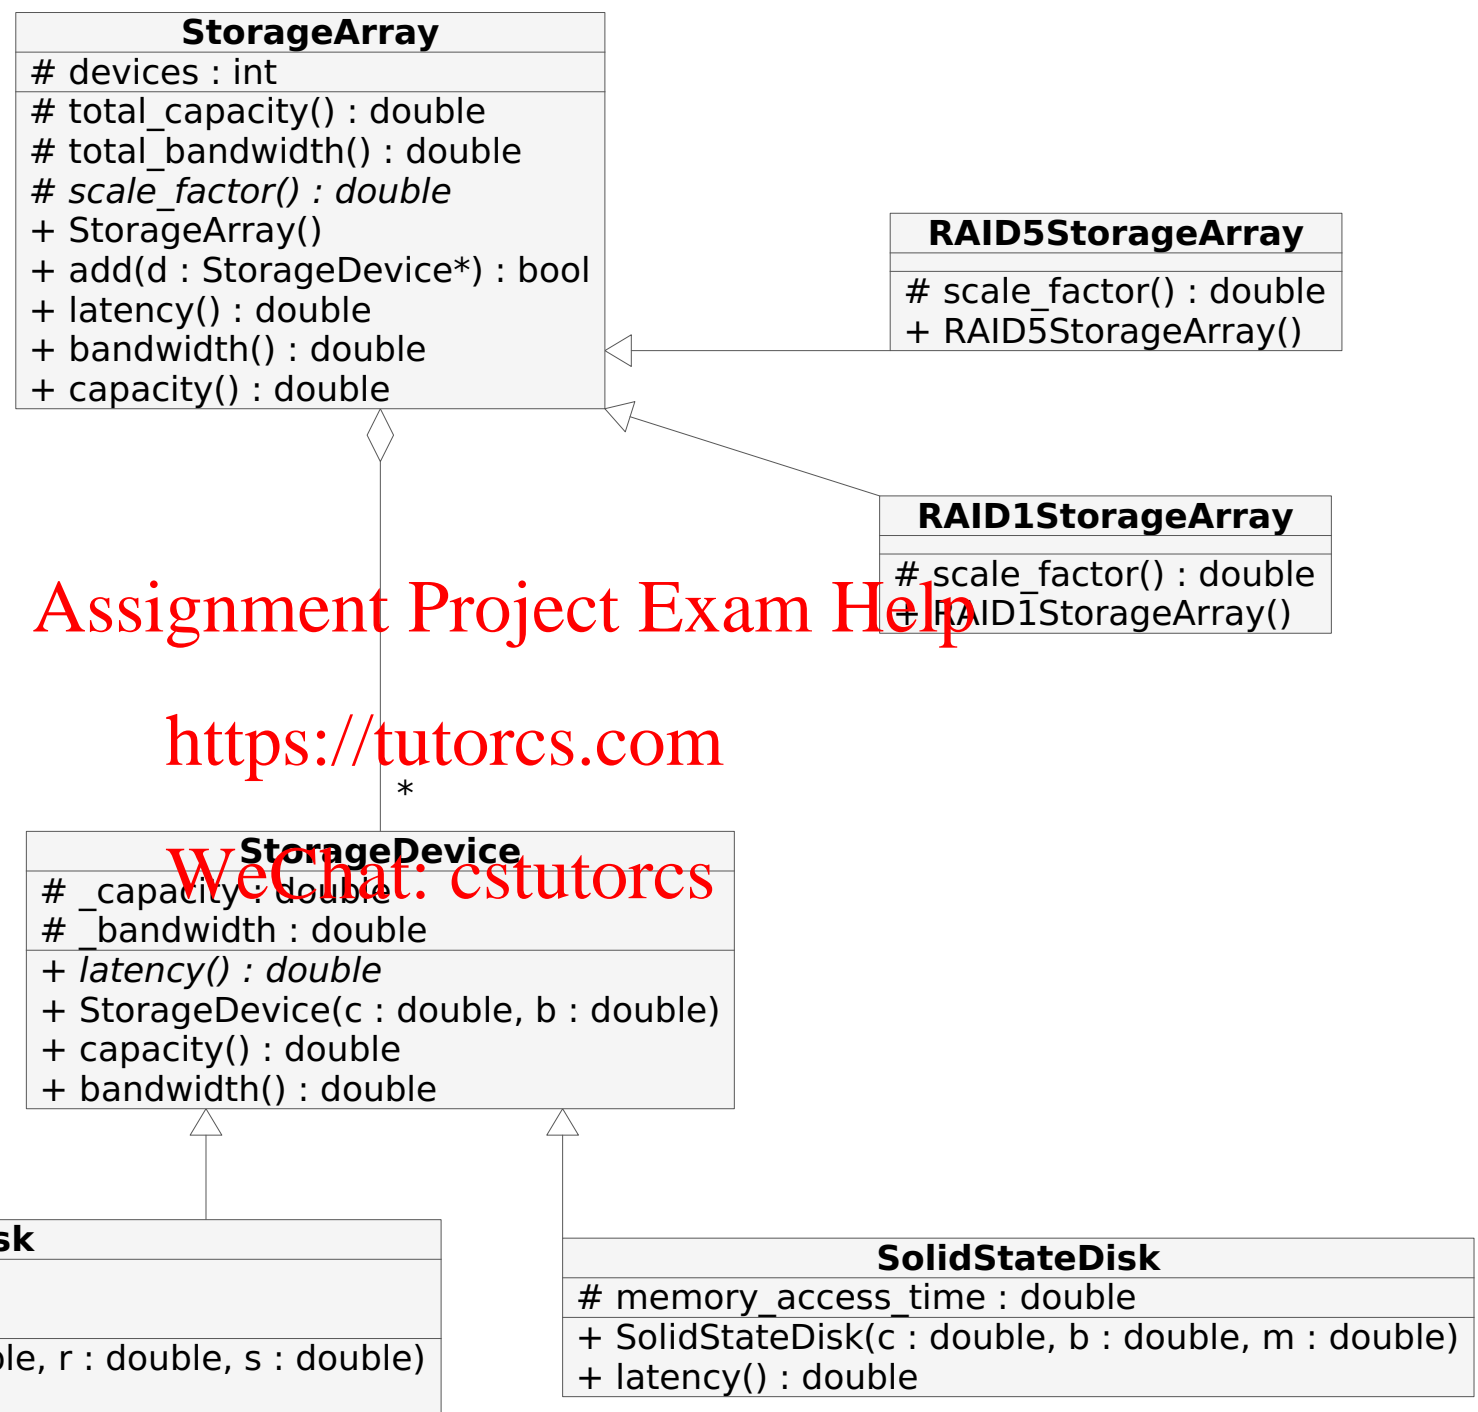 StorageArray
# devices : int
# total_capacity() : double
# total_bandwidth() : double
# scale_factor() : double
+ StorageArray()
+ add(d : StorageDevice*) : bool
+ latency() : double
+ bandwidth() : double
+ capacity() : double
RAID5StorageArray
# scale_factor() : double
+ RAID5StorageArray()
RAID1StorageArray
# scale_factor() : double
+ RAID1StorageArray()
Assignment Project Exam Help
https://tutorcs.com
*
StorageDevice
WeChat: cstutorcs
# _capacity : double
# _bandwidth : double
+ latency() : double
+ StorageDevice(c : double, b : double)
+ capacity() : double
+ bandwidth() : double
sk
ble, r : double, s : double)
SolidStateDisk
# memory_access_time : double
+ SolidStateDisk(c : double, b : double, m : double)
+ latency() : double